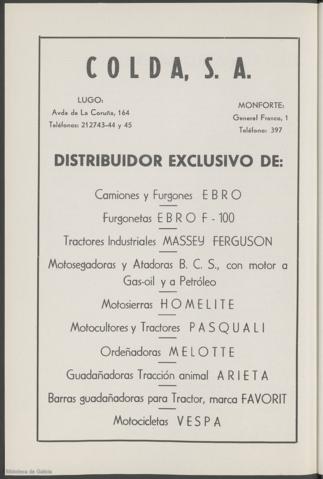 COLDA, S. A.
LUGO:
Avda de La Coruña, 164
Teléfonos: 212743-44 y 45
MONFORTE:
General Franco, 1
Teléfono: 397
DISTRIBUIDOR EXCLUSIVO DE:
Camiones y Furgones EBRO
Furgonetas EBRO F - 100
Tractores Industriales MASSEY FERGUSON
Motosegadoras y Atadoras B. C. S., con motor a
Gas-oil y a Petróleo
Motosierras HOMELITE
Motocultores y Tractores PASQUALI
Ordeñadoras MELOTTE
Guadañadoras Tracción animal ARIETA
Barras guadañadoras para Tractor, marca FAVORIT
Motocicletas VESPA
Biblioteca de Galicia